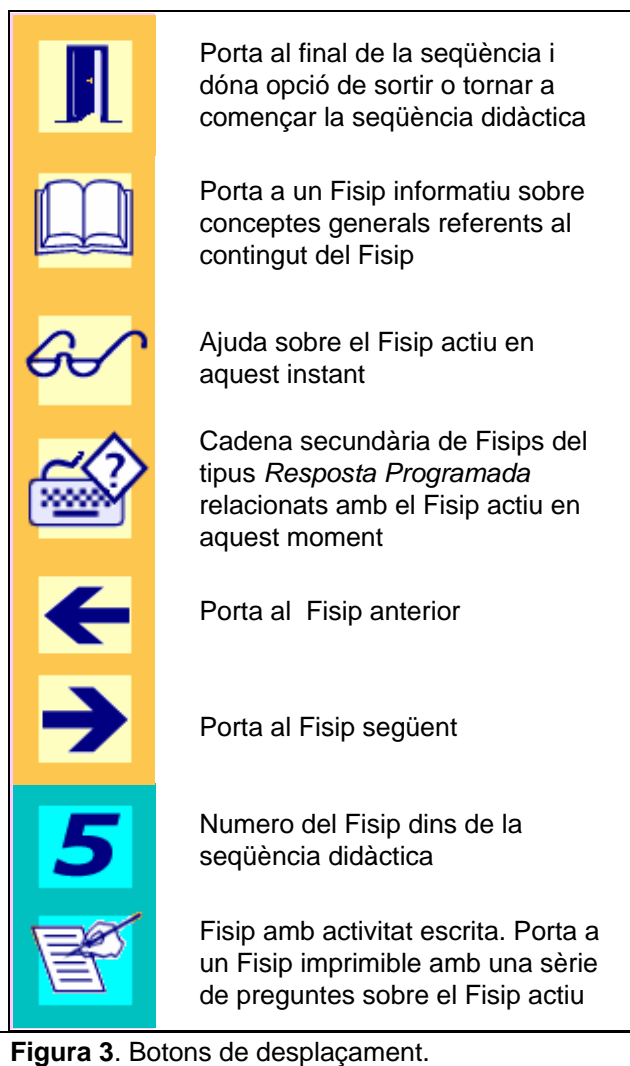 Porta al final de la seqüència i
dóna opció de sortir o tornar a
començar la seqüència didàctica
Porta a un Fisip informatiu sobre
conceptes generals referents al
contingut del Fisip
Ajuda sobre el Fisip actiu en
aquest instant
?
Cadena secundària de Fisips del
tipus Resposta Programada
relacionats amb el Fisip actiu en
aquest moment
Porta al  Fisip anterior
Porta al Fisip següent
5
Numero del Fisip dins de la
seqüència didàctica
Fisip amb activitat escrita. Porta a
un Fisip imprimible amb una sèrie
de preguntes sobre el Fisip actiu
Figura 3. Botons de desplaçament.